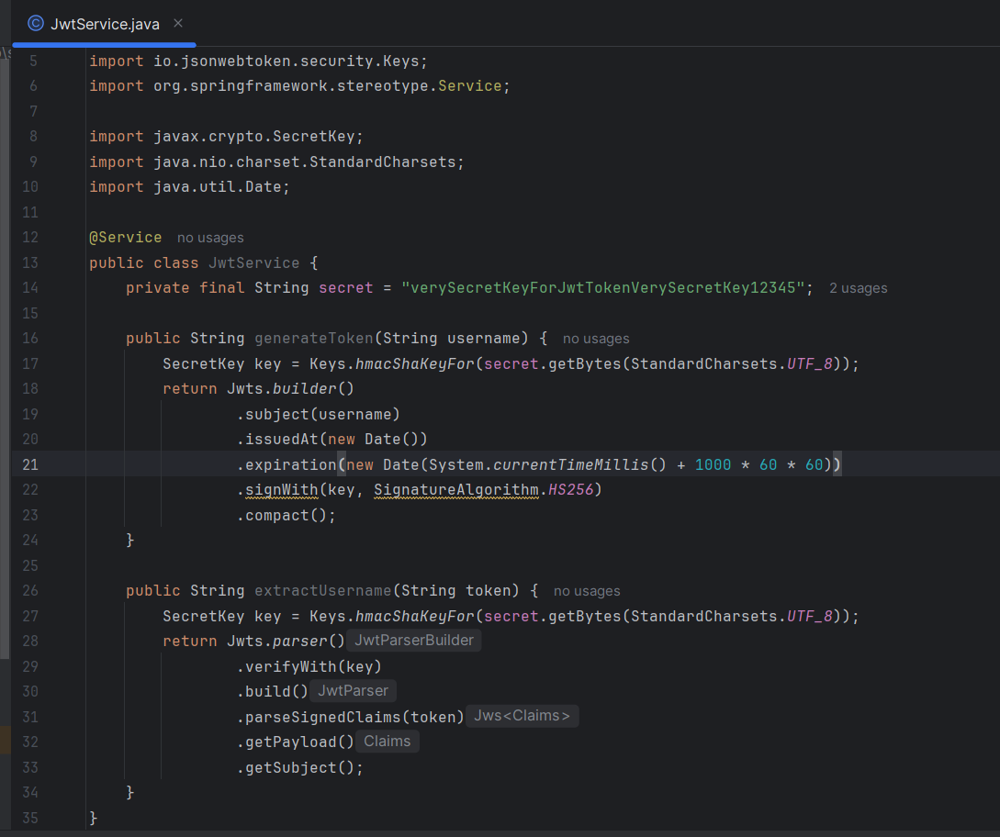 JwtService.java
5 import io.jsonwebtoken.security.Keys;
6 import org.springframework.stereotype.Service;
7
8 import javax.crypto.SecretKey;
9 import java.nio.charset.StandardCharsets;
10 import java.util.Date;
11
12 @Service no usages
13 public class JwtService {
14     private final String secret = "verySecretKeyForJwtTokenVerySecretKey12345"; 2 usages
15
16     public String generateToken(String username) { no usages
17         SecretKey key = Keys.hmacShaKeyFor(secret.getBytes(StandardCharsets.UTF_8));
18         return Jwts.builder()
19                 .subject(username)
20                 .issuedAt(new Date())
21                 .expiration(new Date(System.currentTimeMillis() + 1000 * 60 * 60))
22                 .signWith(key, SignatureAlgorithm.HS256)
23                 .compact();
24     }
25
26     public String extractUsername(String token) { no usages
27         SecretKey key = Keys.hmacShaKeyFor(secret.getBytes(StandardCharsets.UTF_8));
28         return Jwts.parser() JwtParserBuilder
29                 .verifyWith(key)
30                 .build() JwtParser
31                 .parseSignedClaims(token) Jws<Claims>
32                 .getPayload() Claims
33                 .getSubject();
34     }
35 }